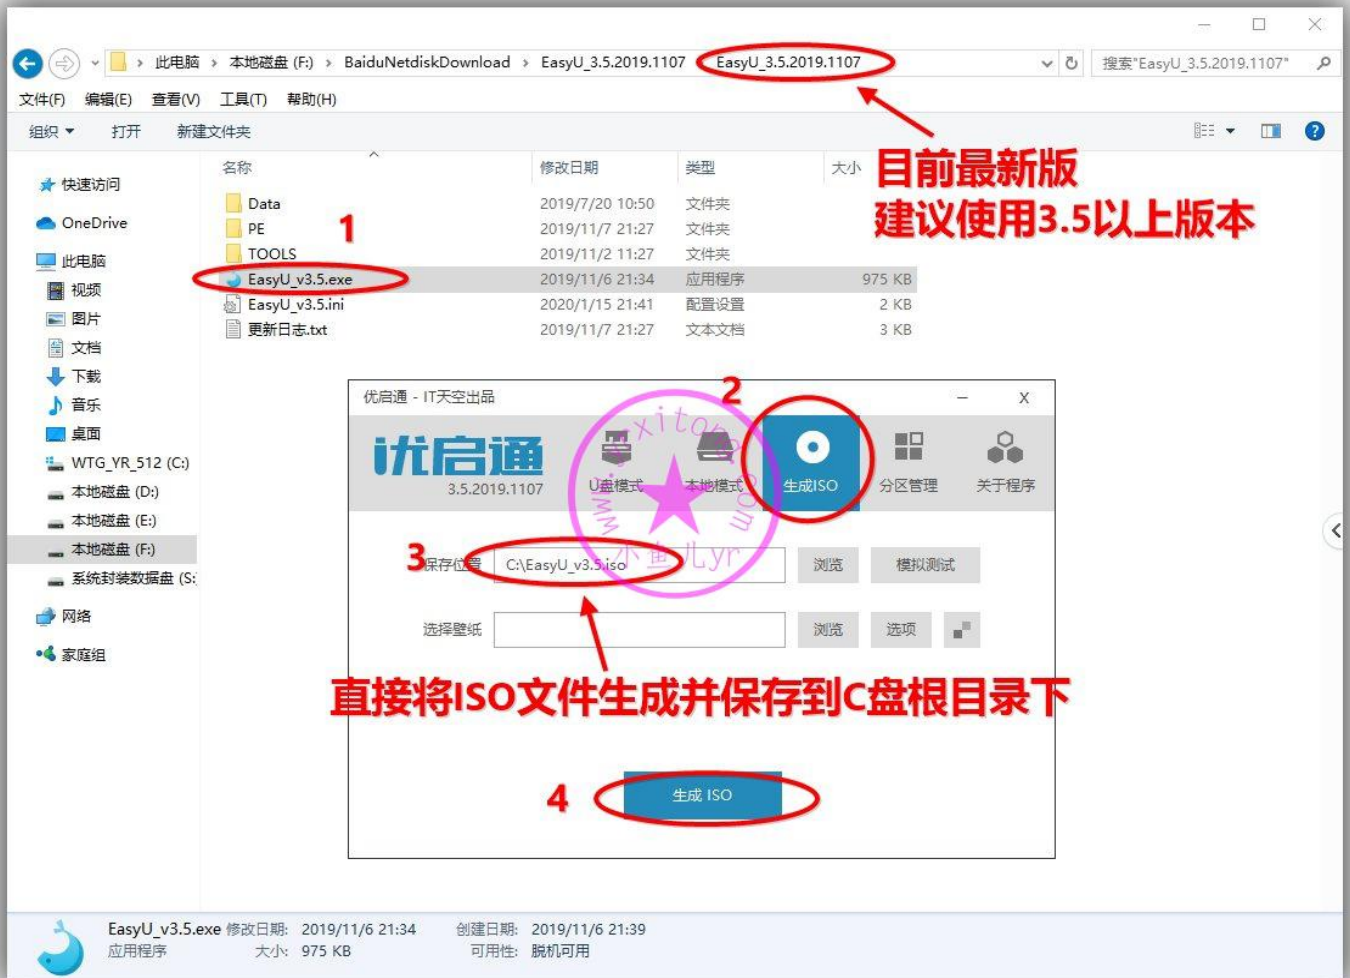 此电脑 › 本地磁盘 (F:) › BaiduNetdiskDownload › EasyU_3.5.2019.1107 › EasyU_3.5.2019.1107
搜索"EasyU_3.5.2019.1107"
文件(F) 编辑(E) 查看(V) 工具(T) 帮助(H)
组织 打开 新建文件夹
目前最新版
建议使用3.5以上版本
名称 修改日期 类型 大小
Data 2019/7/20 10:50 文件夹
PE 2019/11/7 21:27 文件夹
TOOLS 2019/11/2 11:27 文件夹
1
EasyU_v3.5.exe 2019/11/6 21:34 应用程序 975 KB
EasyU_v3.5.ini 2020/1/15 21:41 配置设置 2 KB
更新日志.txt 2019/11/7 21:27 文本文档 3 KB
快速访问
OneDrive
此电脑
视频
图片
文档
下载
音乐
桌面
WTG_YR_512 (C:)
本地磁盘 (D:)
本地磁盘 (E:)
本地磁盘 (F:)
系统封装数据盘 (S:
网络
家庭组
优启通 - IT天空出品
X
2
优启通
3.5.2019.1107
U盘模式 本地模式 生成ISO 分区管理 关于程序
小鱼儿yr
3
保存位置 C:\EasyU_v3.5.iso 浏览 模拟测试
选择壁纸 浏览 选项
直接将ISO文件生成并保存到C盘根目录下
4
生成 ISO
EasyU_v3.5.exe 修改日期: 2019/11/6 21:34 创建日期: 2019/11/6 21:39
应用程序 大小: 975 KB 可用性: 脱机可用